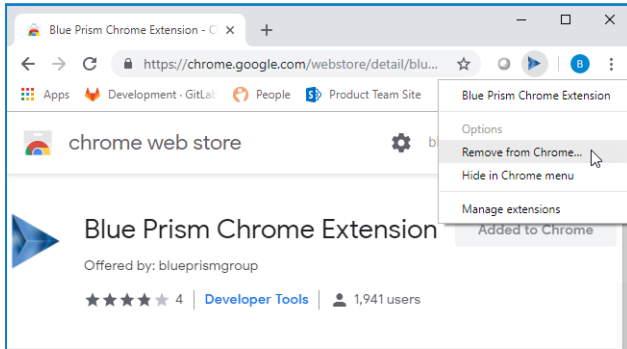 Blue Prism Chrome Extension - C
https://chrome.google.com/webstore/detail/blu...
B
Apps
Development · GitLa
People
Product Team Site
Blue Prism Chrome Extension
Options
Remove from Chrome...
Hide in Chrome menu
Manage extensions
chrome web store
bl
Blue Prism Chrome Extension
Added to Chrome
Offered by: blueprismgroup
4
Developer Tools
1,941 users